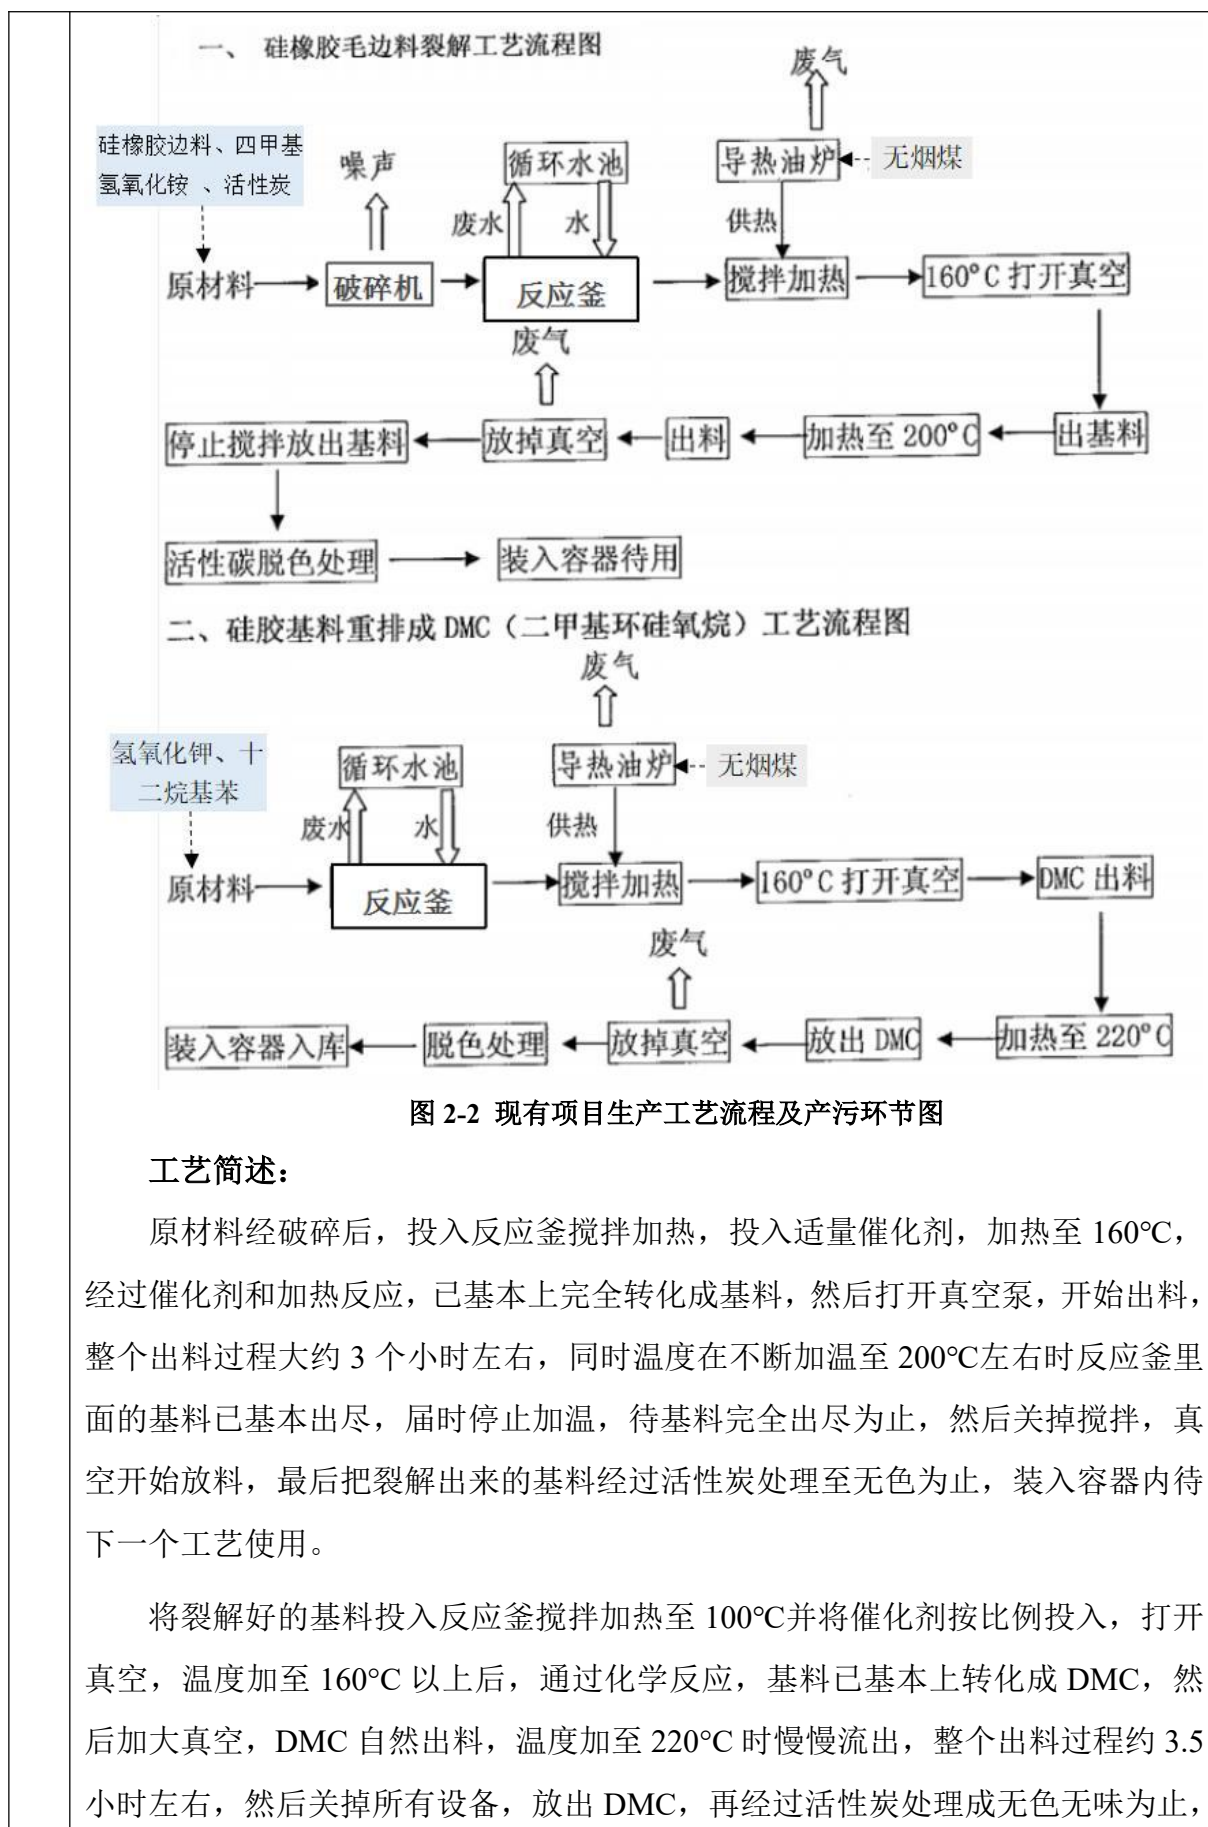 一、 硅橡胶毛边料裂解工艺流程图
废气
硅橡胶边料、四甲基
氢氧化铵 、活性炭
噪声
循环水池
导热油炉
无烟煤
废水
水
供热
原材料
破碎机
反应釜
搅拌加热
160°C 打开真空
废气
停止搅拌放出基料
放掉真空
出料
加热至 200°C
出基料
活性碳脱色处理
装入容器待用
二、硅胶基料重排成 DMC（二甲基环硅氧烷）工艺流程图
废气
氢氧化钾、十
二烷基苯
循环水池
导热油炉
无烟煤
废水
水
供热
原材料
反应釜
搅拌加热
160°C 打开真空
DMC 出料
废气
装入容器入库
脱色处理
放掉真空
放出 DMC
加热至 220°C
图 2-2 现有项目生产工艺流程及产污环节图
工艺简述：
原材料经破碎后，投入反应釜搅拌加热，投入适量催化剂，加热至 160°C，
经过催化剂和加热反应，已基本上完全转化成基料，然后打开真空泵，开始出料，
整个出料过程大约 3 个小时左右，同时温度在不断加温至 200°C左右时反应釜里
面的基料已基本出尽，届时停止加温，待基料完全出尽为止，然后关掉搅拌，真
空开始放料，最后把裂解出来的基料经过活性炭处理至无色为止，装入容器内待
下一个工艺使用。
将裂解好的基料投入反应釜搅拌加热至 100°C并将催化剂按比例投入，打开
真空，温度加至 160°C 以上后，通过化学反应，基料已基本上转化成 DMC，然
后加大真空，DMC 自然出料，温度加至 220°C 时慢慢流出，整个出料过程约 3.5
小时左右，然后关掉所有设备，放出 DMC，再经过活性炭处理成无色无味为止，